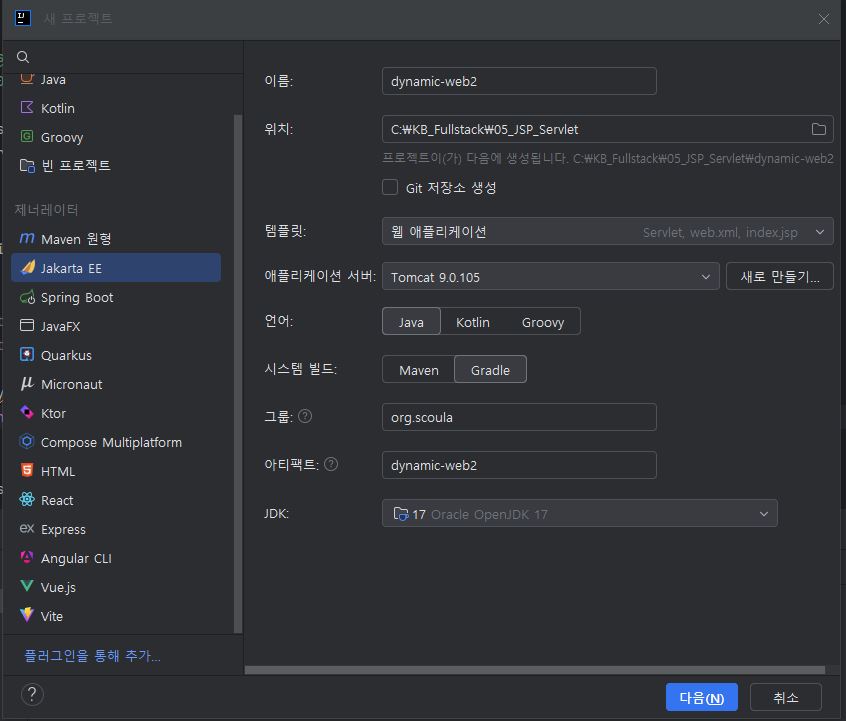 새 프로젝트
Java
Kotlin
Groovy
빈 프로젝트
제너레이터
Maven 원형
Jakarta EE
Spring Boot
JavaFX
Quarkus
Micronaut
Ktor
Compose Multiplatform
HTML
React
Express
Angular CLI
Vue.js
Vite
플러그인을 통해 추가...
이름:
dynamic-web2
위치:
C:₩KB_Fullstack₩05_JSP_Servlet
프로젝트이(가) 다음에 생성됩니다. C:₩KB_Fullstack₩05_JSP_Servlet₩dynamic-web2
Git 저장소 생성
템플릿:
웹 애플리케이션 Servlet, web.xml, index.jsp
애플리케이션 서버:
Tomcat 9.0.105
새로 만들기...
언어:
Java Kotlin Groovy
시스템 빌드:
Maven Gradle
그룹: ?
org.scoula
아티팩트: ?
dynamic-web2
JDK:
17 Oracle OpenJDK 17
?
다음(N)
취소